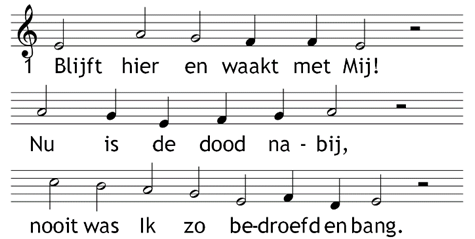 1 Blijft hier en waakt met Mij!
Nu is de dood na - bij,
nooit was Ik zo be-droefd en bang.